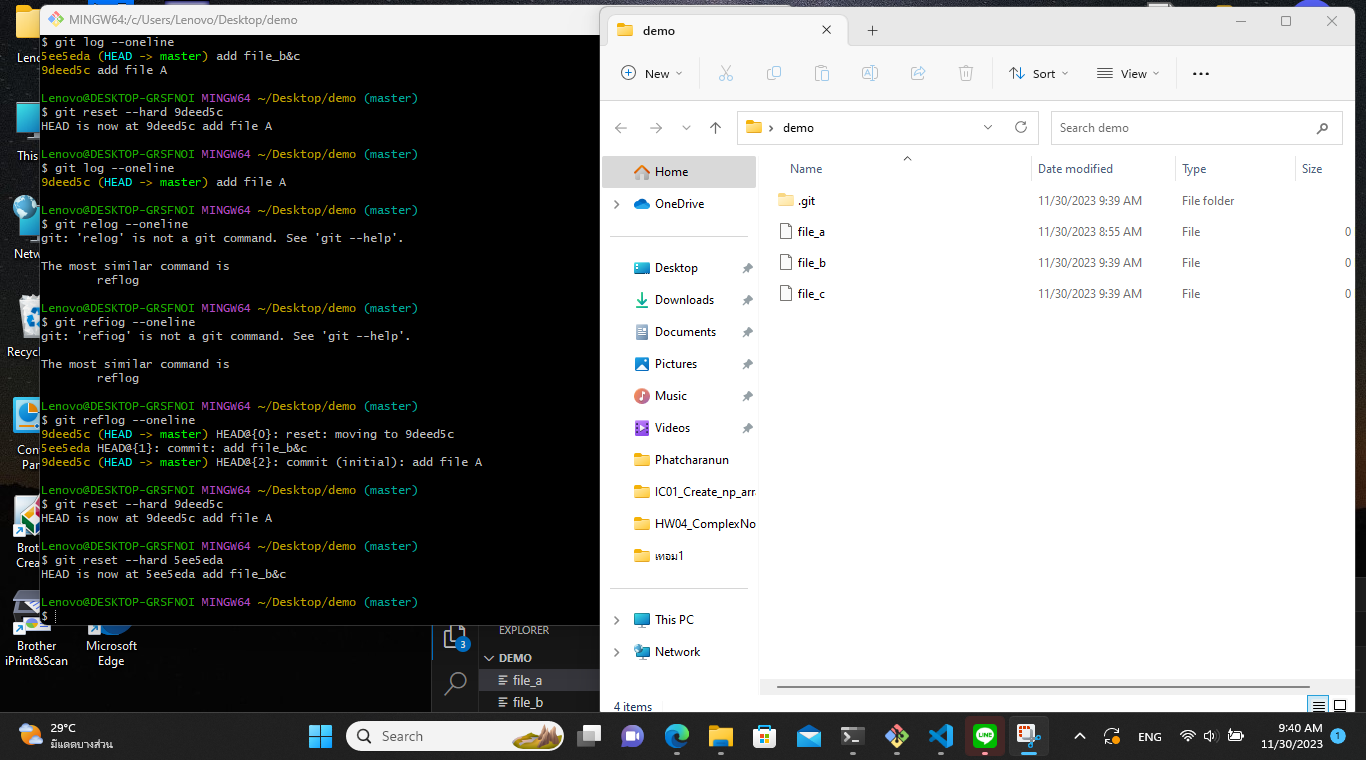 MINGW64:/c/Users/Lenovo/Desktop/demo
$ git log --oneline
5ee5eda (HEAD -> master) add file_b&c
9deed5c add file A
Lenovo@DESKTOP-GRSFNOI MINGW64 ~/Desktop/demo (master)
$ git reset --hard 9deed5c
HEAD is now at 9deed5c add file A
Lenovo@DESKTOP-GRSFNOI MINGW64 ~/Desktop/demo (master)
$ git log --oneline
9deed5c (HEAD -> master) add file A
Lenovo@DESKTOP-GRSFNOI MINGW64 ~/Desktop/demo (master)
$ git relog --oneline
git: 'relog' is not a git command. See 'git --help'.
The most similar command is
reflog
Lenovo@DESKTOP-GRSFNOI MINGW64 ~/Desktop/demo (master)
$ git refiog --oneline
git: 'refiog' is not a git command. See 'git --help'.
The most similar command is
reflog
Lenovo@DESKTOP-GRSFNOI MINGW64 ~/Desktop/demo (master)
$ git reflog --oneline
9deed5c (HEAD -> master) HEAD@{0}: reset: moving to 9deed5c
5ee5eda HEAD@{1}: commit: add file_b&c
9deed5c (HEAD -> master) HEAD@{2}: commit (initial): add file A
Lenovo@DESKTOP-GRSFNOI MINGW64 ~/Desktop/demo (master)
$ git reset --hard 9deed5c
HEAD is now at 9deed5c add file A
Lenovo@DESKTOP-GRSFNOI MINGW64 ~/Desktop/demo (master)
$ git reset --hard 5ee5eda
HEAD is now at 5ee5eda add file_b&c
Lenovo@DESKTOP-GRSFNOI MINGW64 ~/Desktop/demo (master)
$
Leno
This
Netw
Recyc
Con
Pan
Brot
Crea
Brother
iPrint&Scan
Microsoft
Edge
3
EXPLORER
DEMO
file_a
file_b
demo
New
Sort
View
demo
Search demo
Name
Date modified
Type
Size
.git 11/30/2023 9:39 AM File folder
file_a 11/30/2023 8:55 AM File 0
file_b 11/30/2023 9:39 AM File 0
file_c 11/30/2023 9:39 AM File 0
Home
OneDrive
Desktop
Downloads
Documents
Pictures
Music
Videos
Phatcharanun
IC01_Create_np_arr
HW04_ComplexNo
เทอม1
This PC
Network
4 items
29°C
มีแดดบางส่วน
Search
LINE
ENG
9:40 AM
11/30/2023
1